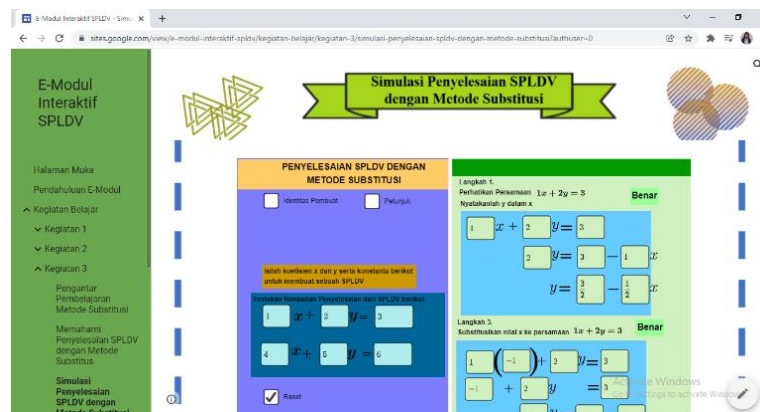 E-Modul Interaktif SPLDV - Simu
sites.google.com/view/e-modul-interaktif-spldv/kegiatan-belajar/kegiatan-3/simulasi-penyelesaian-spldv-dengan-metode-substitusi?authuser=0
E-Modul
Interaktif
SPLDV
Halaman Muka
Pendahuluan E-Modul
Kegiatan Belajar
Kegiatan 1
Kegiatan 2
Kegiatan 3
Pengantar
Pembelajaran
Metode Substitusi
Memahami
Penyelesaian SPLDV
dengan Metode
Substitus
Simulasi
Penyelesaian
SPLDV dengan
Metode Substitusi
Simulasi Penyelesaian SPLDV
dengan Metode Substitusi
PENYELESAIAN SPLDV DENGAN
METODE SUBSTITUSI
Identitas Pembuat
Petunjuk
Isilah koefisien x dan y serta konstanta berikut
untuk membuat sebuah SPLDV
Tentukan Himpunan Penyelesaian dari SPLDV berikut
1 x + 2 y = 3
4 x + 5 y = 6
Reset
Langkah 1.
Perhatikan Persamaan 1x + 2y = 3
Nyatakanlah y dalam x
Benar
1 x + 2 y = 3
2 y = 3 − 1 x
y = 3/2 − 1/2 x
Langkah 3.
Substitusikan nilai x ke persamaan 1x + 2y = 3
Benar
1 (−1) + 2 y = 3
−1 + 2 y = 3
Activate Windows
Go to Settings to activate Windows